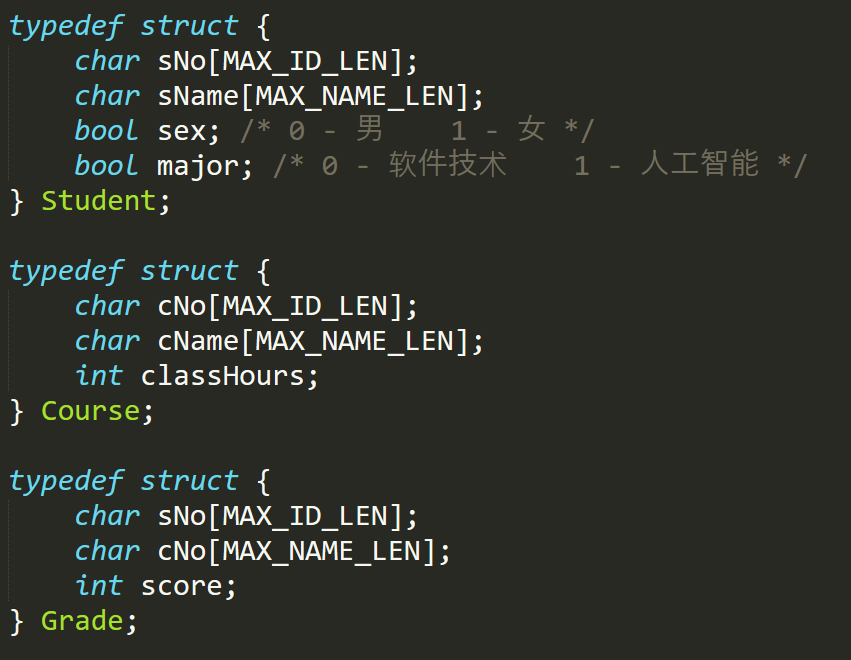 typedef struct {
    char sNo[MAX_ID_LEN];
    char sName[MAX_NAME_LEN];
    bool sex; /* 0 - 男    1 - 女 */
    bool major; /* 0 - 软件技术    1 - 人工智能 */
} Student;

typedef struct {
    char cNo[MAX_ID_LEN];
    char cName[MAX_NAME_LEN];
    int classHours;
} Course;

typedef struct {
    char sNo[MAX_ID_LEN];
    char cNo[MAX_NAME_LEN];
    int score;
} Grade;